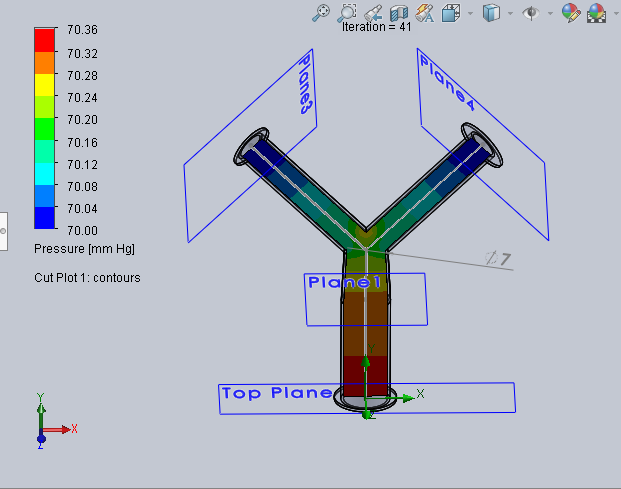 Iteration = 41
70.36
70.32
70.28
70.24
70.20
70.16
70.12
70.08
70.04
70.00
Pressure [mm Hg]
Cut Plot 1: contours
Plane3
Plane4
∅7
Plane1
Top Plane
X
Z
Y
X
Z